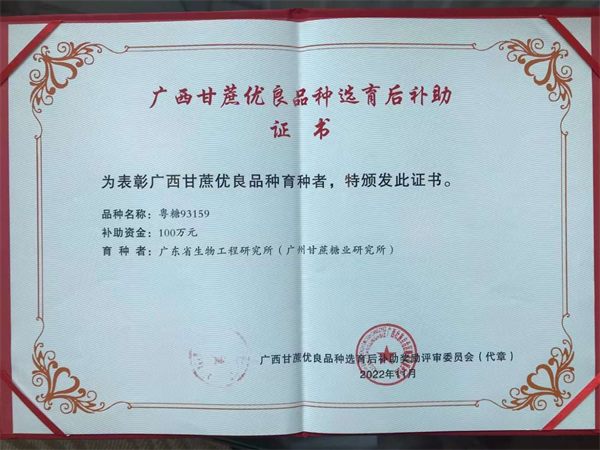 广西甘蔗优良品种选育后补助
证书
为表彰广西甘蔗优良品种育种者，特颁发此证书。
品种名称：粤糖93159
补助资金：100万元
育种者：广东省生物工程研究所（广州甘蔗糖业研究所）
广西甘蔗优良品种选育后补助奖励评审委员会（代章）
2022年11月